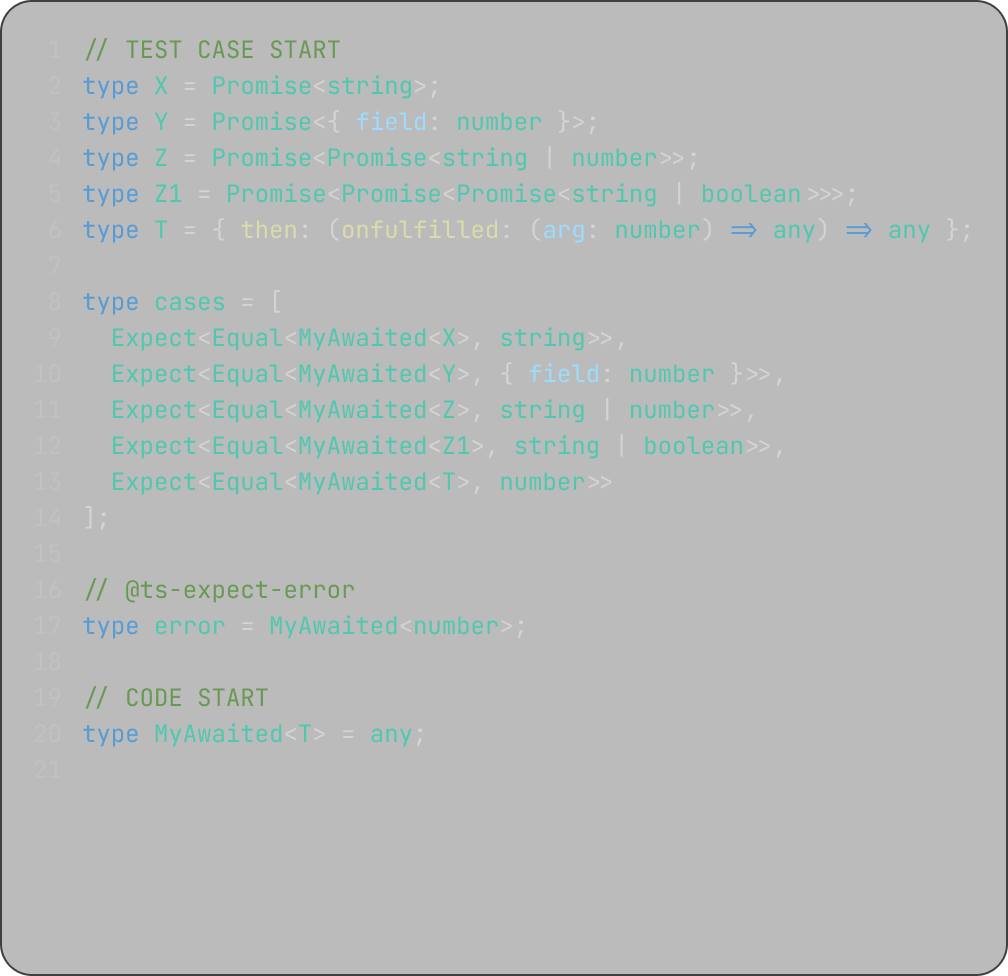 1 // TEST CASE START
2 type X = Promise<string>;
3 type Y = Promise<{ field: number }>;
4 type Z = Promise<Promise<string | number>>;
5 type Z1 = Promise<Promise<Promise<string | boolean>>>;
6 type T = { then: (onfulfilled: (arg: number) => any) => any };
7
8 type cases = [
9   Expect<Equal<MyAwaited<X>, string>>,
10   Expect<Equal<MyAwaited<Y>, { field: number }>>,
11   Expect<Equal<MyAwaited<Z>, string | number>>,
12   Expect<Equal<MyAwaited<Z1>, string | boolean>>,
13   Expect<Equal<MyAwaited<T>, number>>
14 ];
15
16 // @ts-expect-error
17 type error = MyAwaited<number>;
18
19 // CODE START
20 type MyAwaited<T> = any;
21